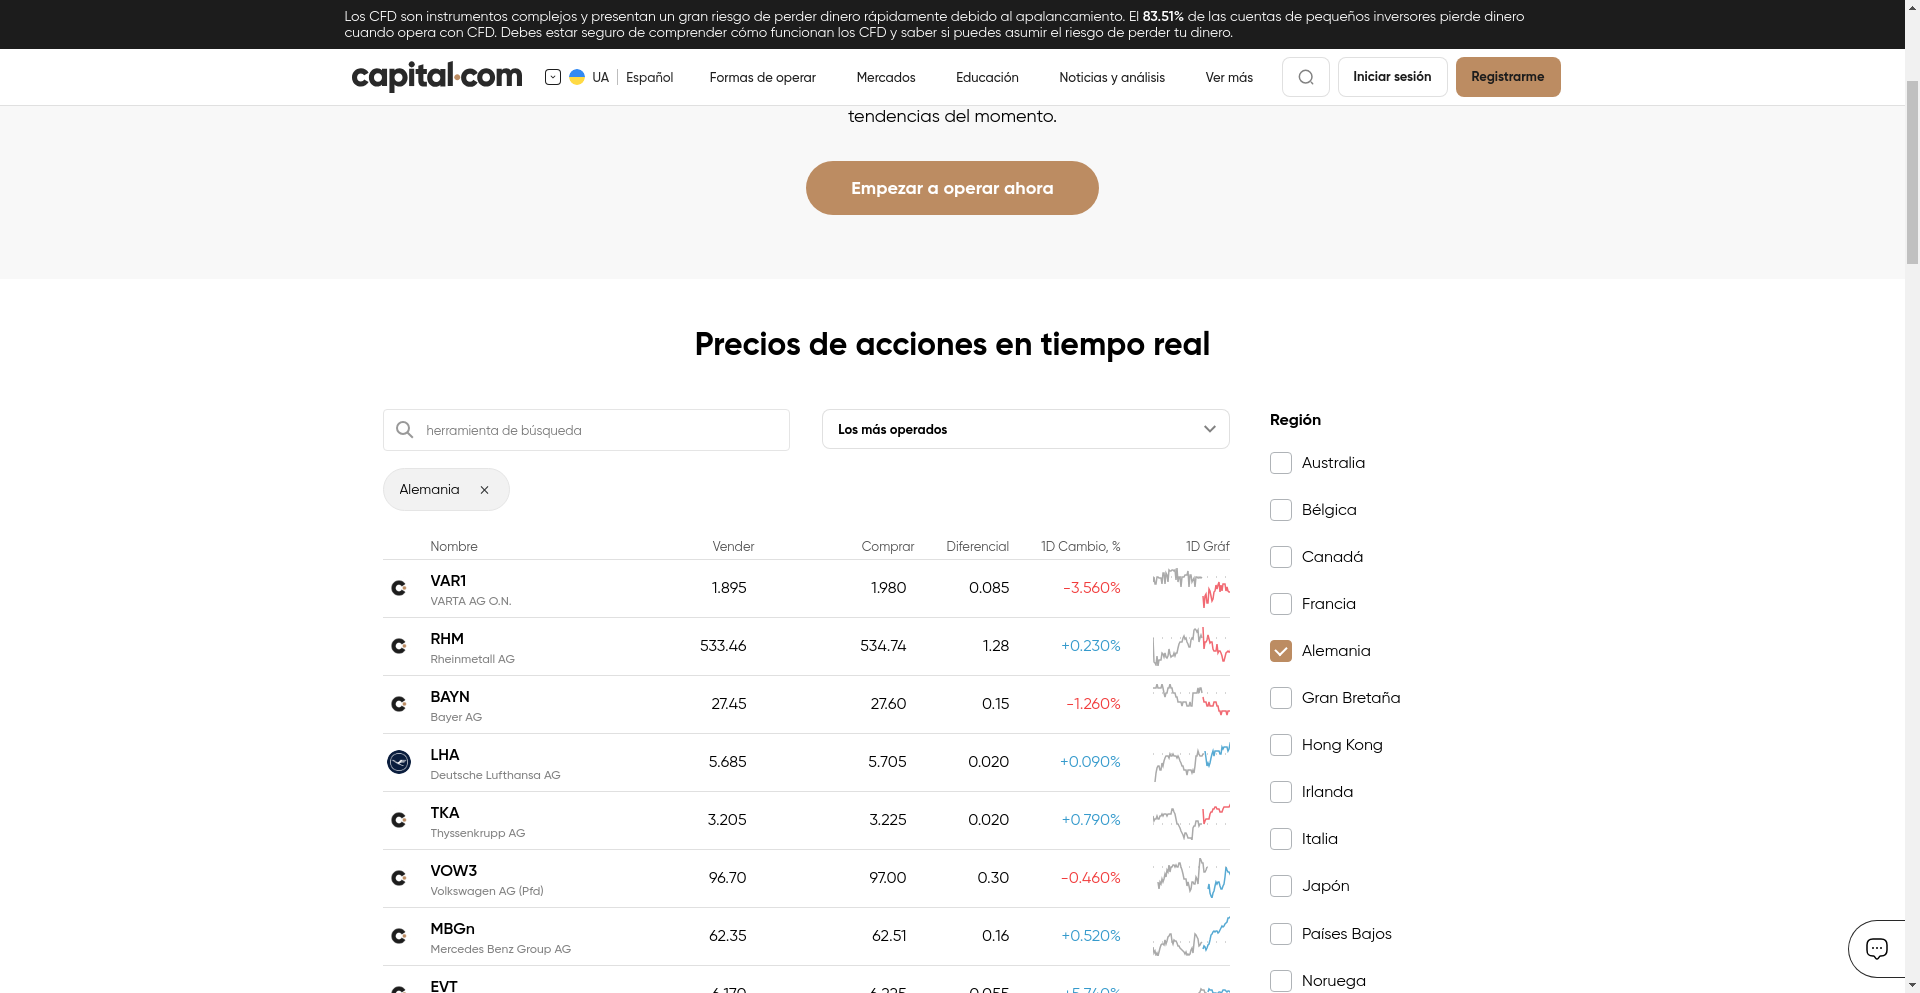 Los CFD son instrumentos complejos y presentan un gran riesgo de perder dinero rápidamente debido al apalancamiento. El 83.51% de las cuentas de pequeños inversores pierde dinero
cuando opera con CFD. Debes estar seguro de comprender cómo funcionan los CFD y saber si puedes asumir el riesgo de perder tu dinero.
capital.com UA Español Formas de operar Mercados Educación Noticias y análisis Ver más Iniciar sesión Registrarme
tendencias del momento.
Empezar a operar ahora
Precios de acciones en tiempo real
herramienta de búsqueda
Los más operados
Alemania ×
Nombre Vender Comprar Diferencial 1D Cambio, % 1D Gráf
VAR1 1.895 1.980 0.085 -3.560%
VARTA AG O.N.
RHM 533.46 534.74 1.28 +0.230%
Rheinmetall AG
BAYN 27.45 27.60 0.15 -1.260%
Bayer AG
LHA 5.685 5.705 0.020 +0.090%
Deutsche Lufthansa AG
TKA 3.205 3.225 0.020 +0.790%
Thyssenkrupp AG
VOW3 96.70 97.00 0.30 -0.460%
Volkswagen AG (Pfd)
MBGn 62.35 62.51 0.16 +0.520%
Mercedes Benz Group AG
EVT 6.170 6.225 0.055 +5.740%
Región
Australia
Bélgica
Canadá
Francia
Alemania
Gran Bretaña
Hong Kong
Irlanda
Italia
Japón
Países Bajos
Noruega